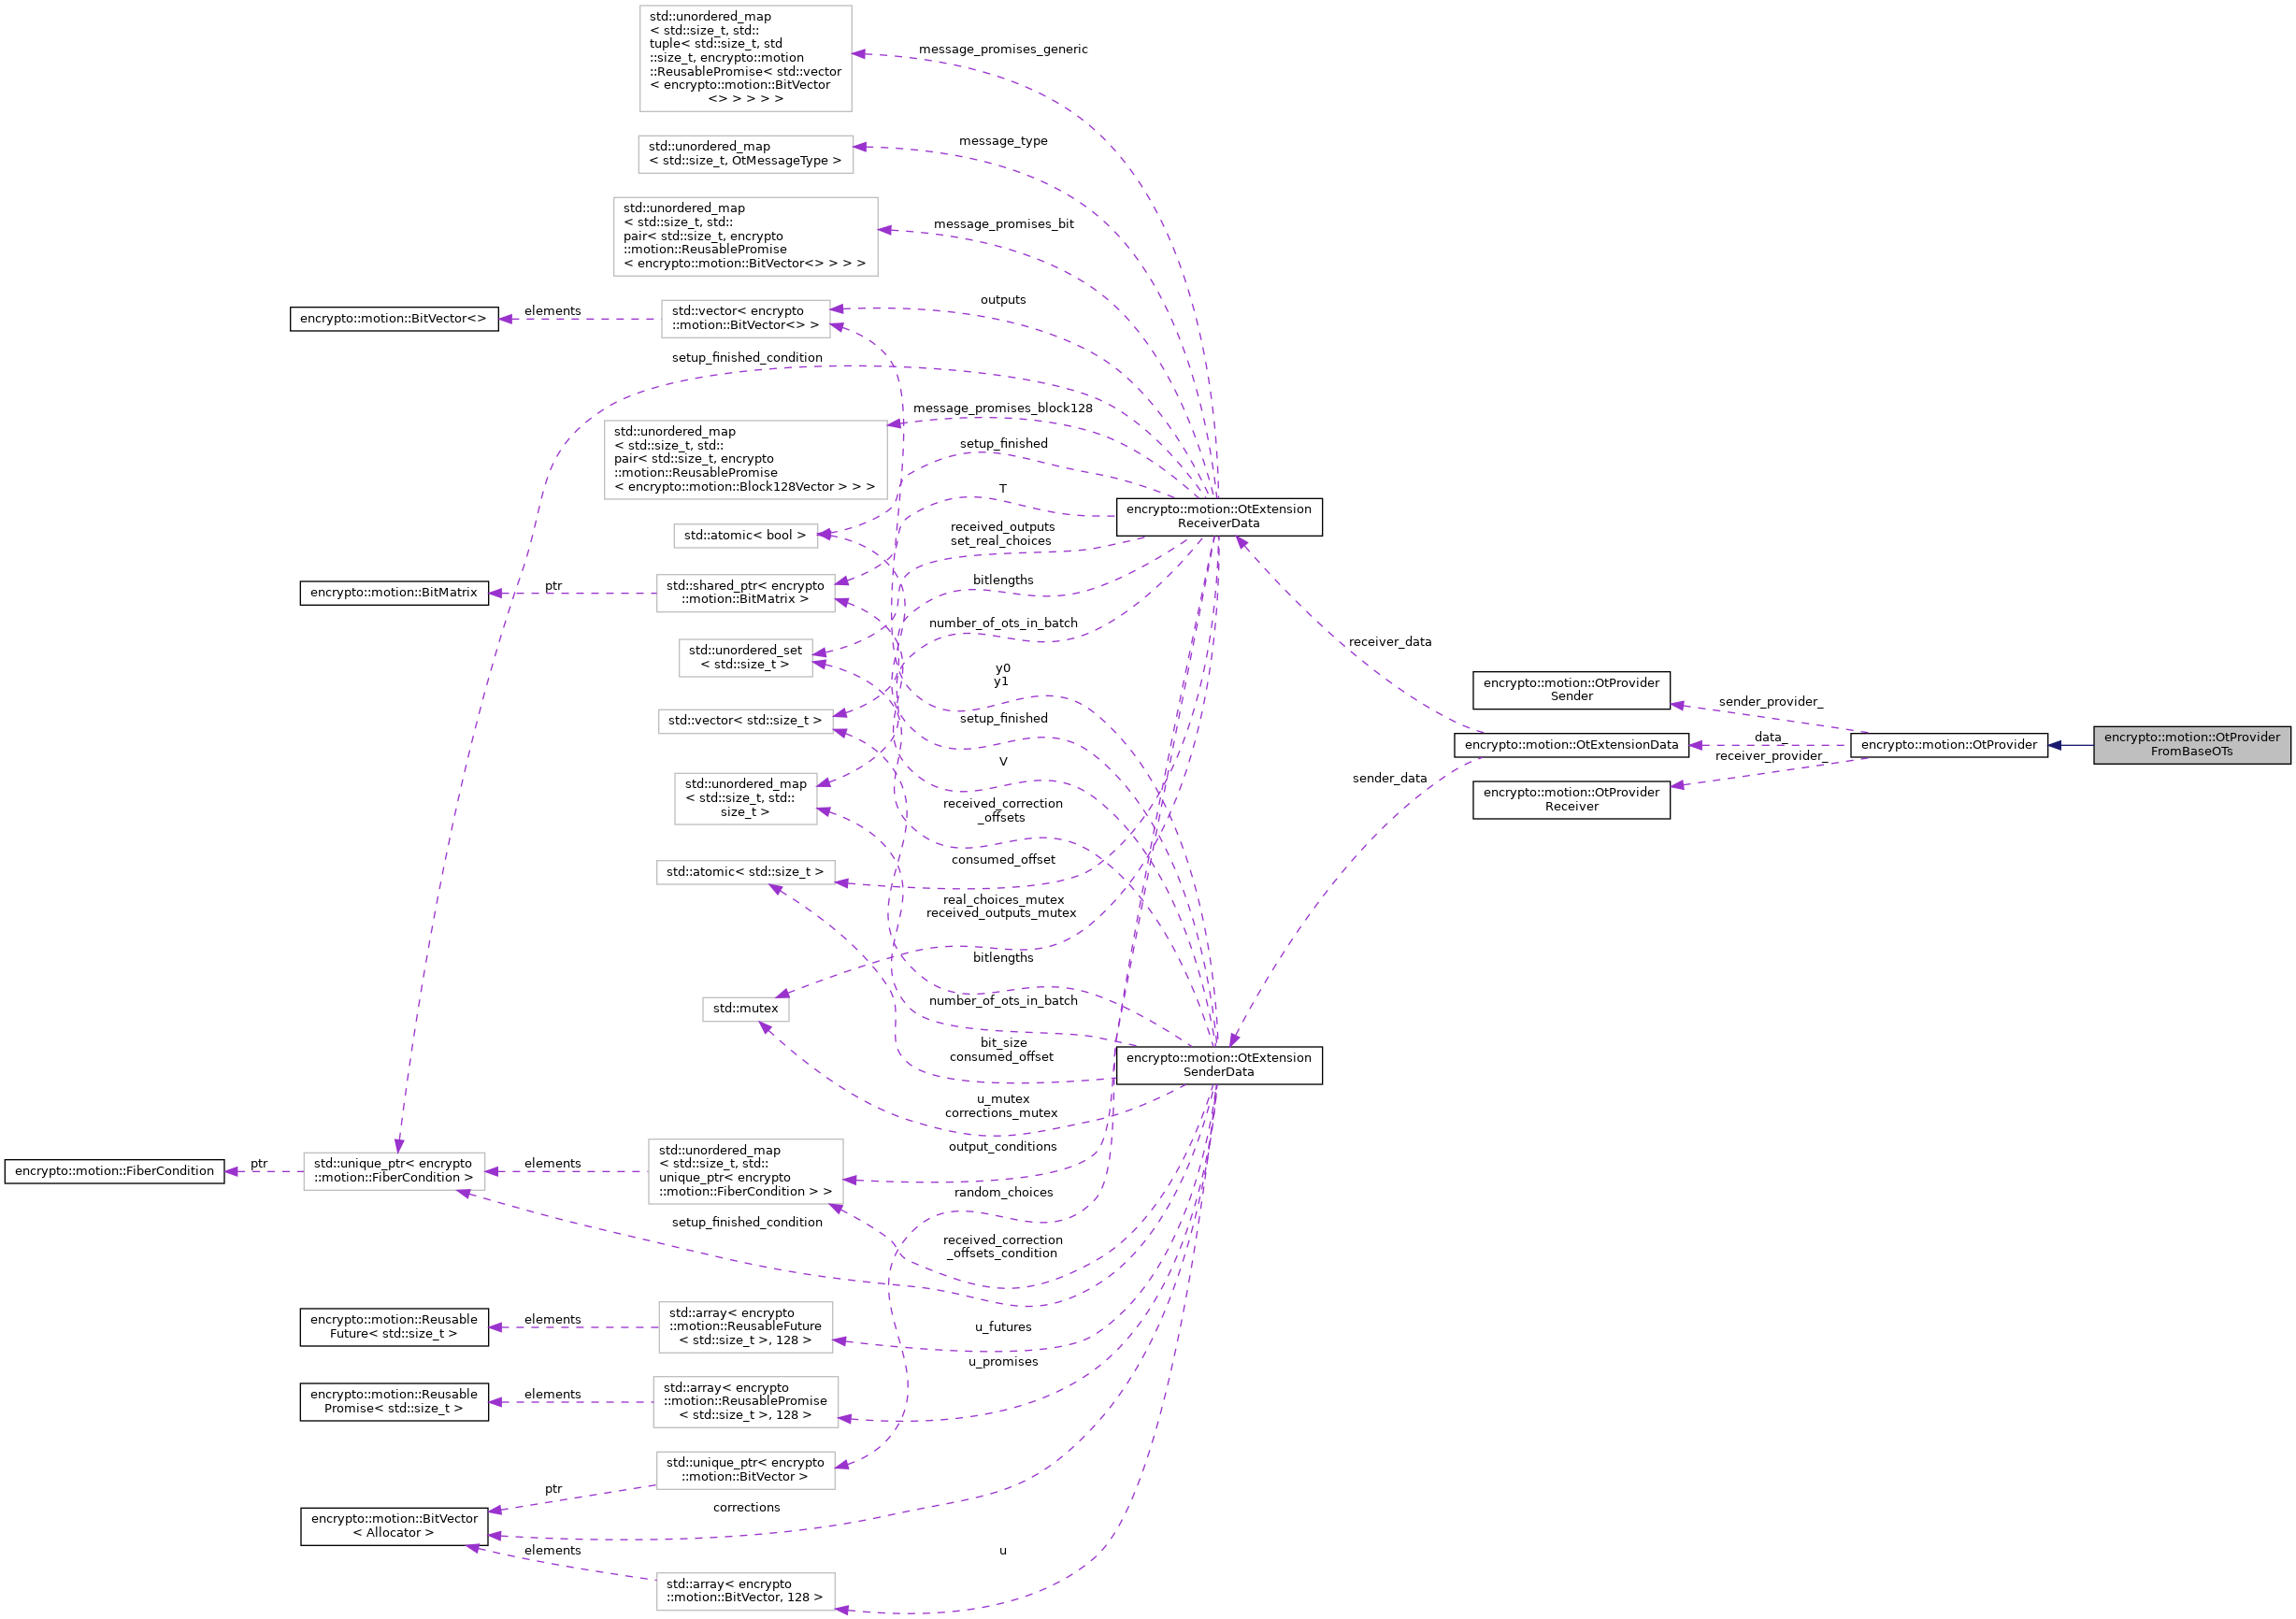 std::unordered_map
< std::size_t, std::
tuple< std::size_t, std
::size_t, encrypto::motion
::ReusablePromise< std::vector
< encrypto::motion::BitVector
<> > > > >
message_promises_generic
std::unordered_map
< std::size_t, OtMessageType >
message_type
std::unordered_map
< std::size_t, std::
pair< std::size_t, encrypto
::motion::ReusablePromise
< encrypto::motion::BitVector<> > > >
message_promises_bit
encrypto::motion::BitVector<>
elements
std::vector< encrypto
::motion::BitVector<> >
outputs
setup_finished_condition
std::unordered_map
< std::size_t, std::
pair< std::size_t, encrypto
::motion::ReusablePromise
< encrypto::motion::Block128Vector > > >
message_promises_block128
setup_finished
std::atomic< bool >
T
received_outputs
set_real_choices
encrypto::motion::OtExtension
ReceiverData
encrypto::motion::BitMatrix
ptr
std::shared_ptr< encrypto
::motion::BitMatrix >
bitlengths
std::unordered_set
< std::size_t >
number_of_ots_in_batch
receiver_data
y0
y1
std::vector< std::size_t >
setup_finished
encrypto::motion::OtProvider
Sender
sender_provider_
encrypto::motion::OtExtensionData
data_
encrypto::motion::OtProvider
encrypto::motion::OtProvider
FromBaseOTs
receiver_provider_
encrypto::motion::OtProvider
Receiver
sender_data
V
std::unordered_map
< std::size_t, std::
size_t >
received_correction
_offsets
std::atomic< std::size_t >
consumed_offset
real_choices_mutex
received_outputs_mutex
bitlengths
std::mutex
number_of_ots_in_batch
bit_size
consumed_offset
encrypto::motion::OtExtension
SenderData
u_mutex
corrections_mutex
output_conditions
encrypto::motion::FiberCondition
ptr
std::unique_ptr< encrypto
::motion::FiberCondition >
elements
std::unordered_map
< std::size_t, std::
unique_ptr< encrypto
::motion::FiberCondition > >
random_choices
setup_finished_condition
received_correction
_offsets_condition
encrypto::motion::Reusable
Future< std::size_t >
elements
std::array< encrypto
::motion::ReusableFuture
< std::size_t >, 128 >
u_futures
u_promises
encrypto::motion::Reusable
Promise< std::size_t >
elements
std::array< encrypto
::motion::ReusablePromise
< std::size_t >, 128 >
std::unique_ptr< encrypto
::motion::BitVector >
ptr
corrections
encrypto::motion::BitVector
< Allocator >
elements
u
std::array< encrypto
::motion::BitVector, 128 >